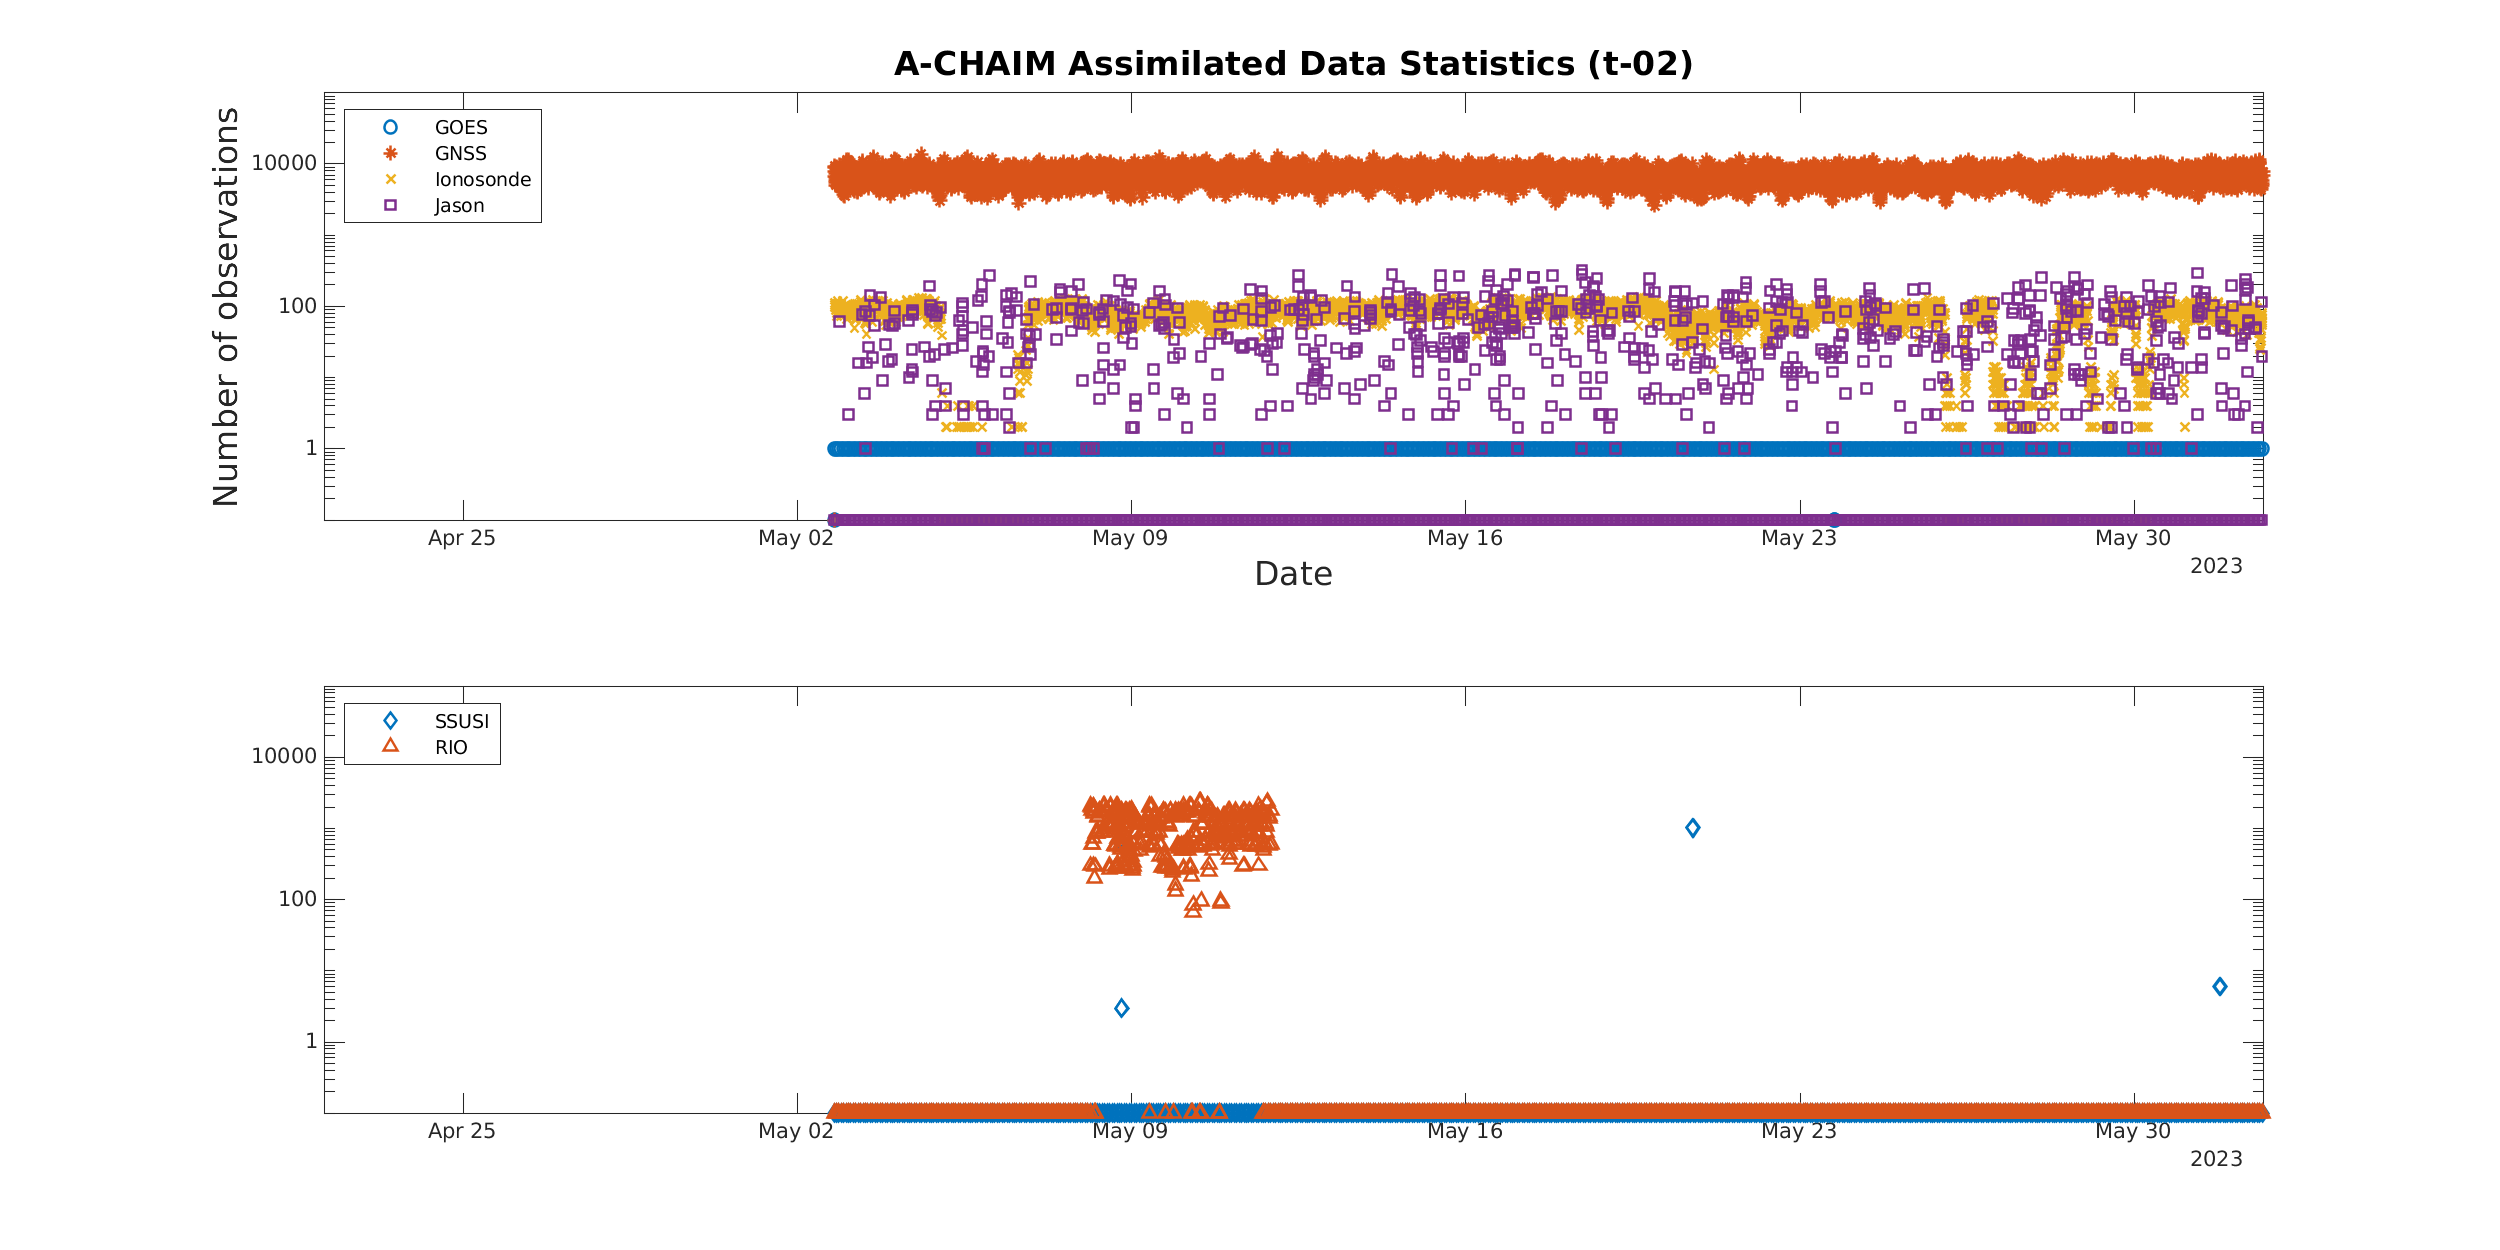 A-CHAIM Assimilated Data Statistics (t-02)
Number of observations
10000
100
1
GOES
GNSS
Ionosonde
Jason
Apr 25
May 02
May 09
May 16
May 23
May 30
2023
Date
10000
100
1
SSUSI
RIO
Apr 25
May 02
May 09
May 16
May 23
May 30
2023